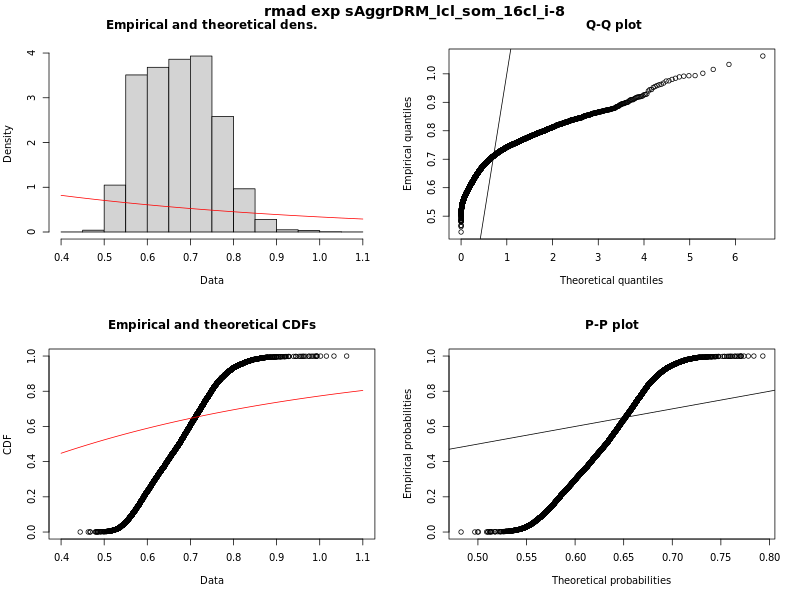 rmad exp sAggrDRM_lcl_som_16cl_i-8
Empirical and theoretical dens.
Density
0 1 2 3 4
0.4 0.5 0.6 0.7 0.8 0.9 1.0 1.1
Data
Q-Q plot
Empirical quantiles
0.5 0.6 0.7 0.8 0.9 1.0
0 1 2 3 4 5 6
Theoretical quantiles
Empirical and theoretical CDFs
CDF
0.0 0.2 0.4 0.6 0.8 1.0
0.4 0.5 0.6 0.7 0.8 0.9 1.0 1.1
Data
P-P plot
Empirical probabilities
0.0 0.2 0.4 0.6 0.8 1.0
0.50 0.55 0.60 0.65 0.70 0.75 0.80
Theoretical probabilities